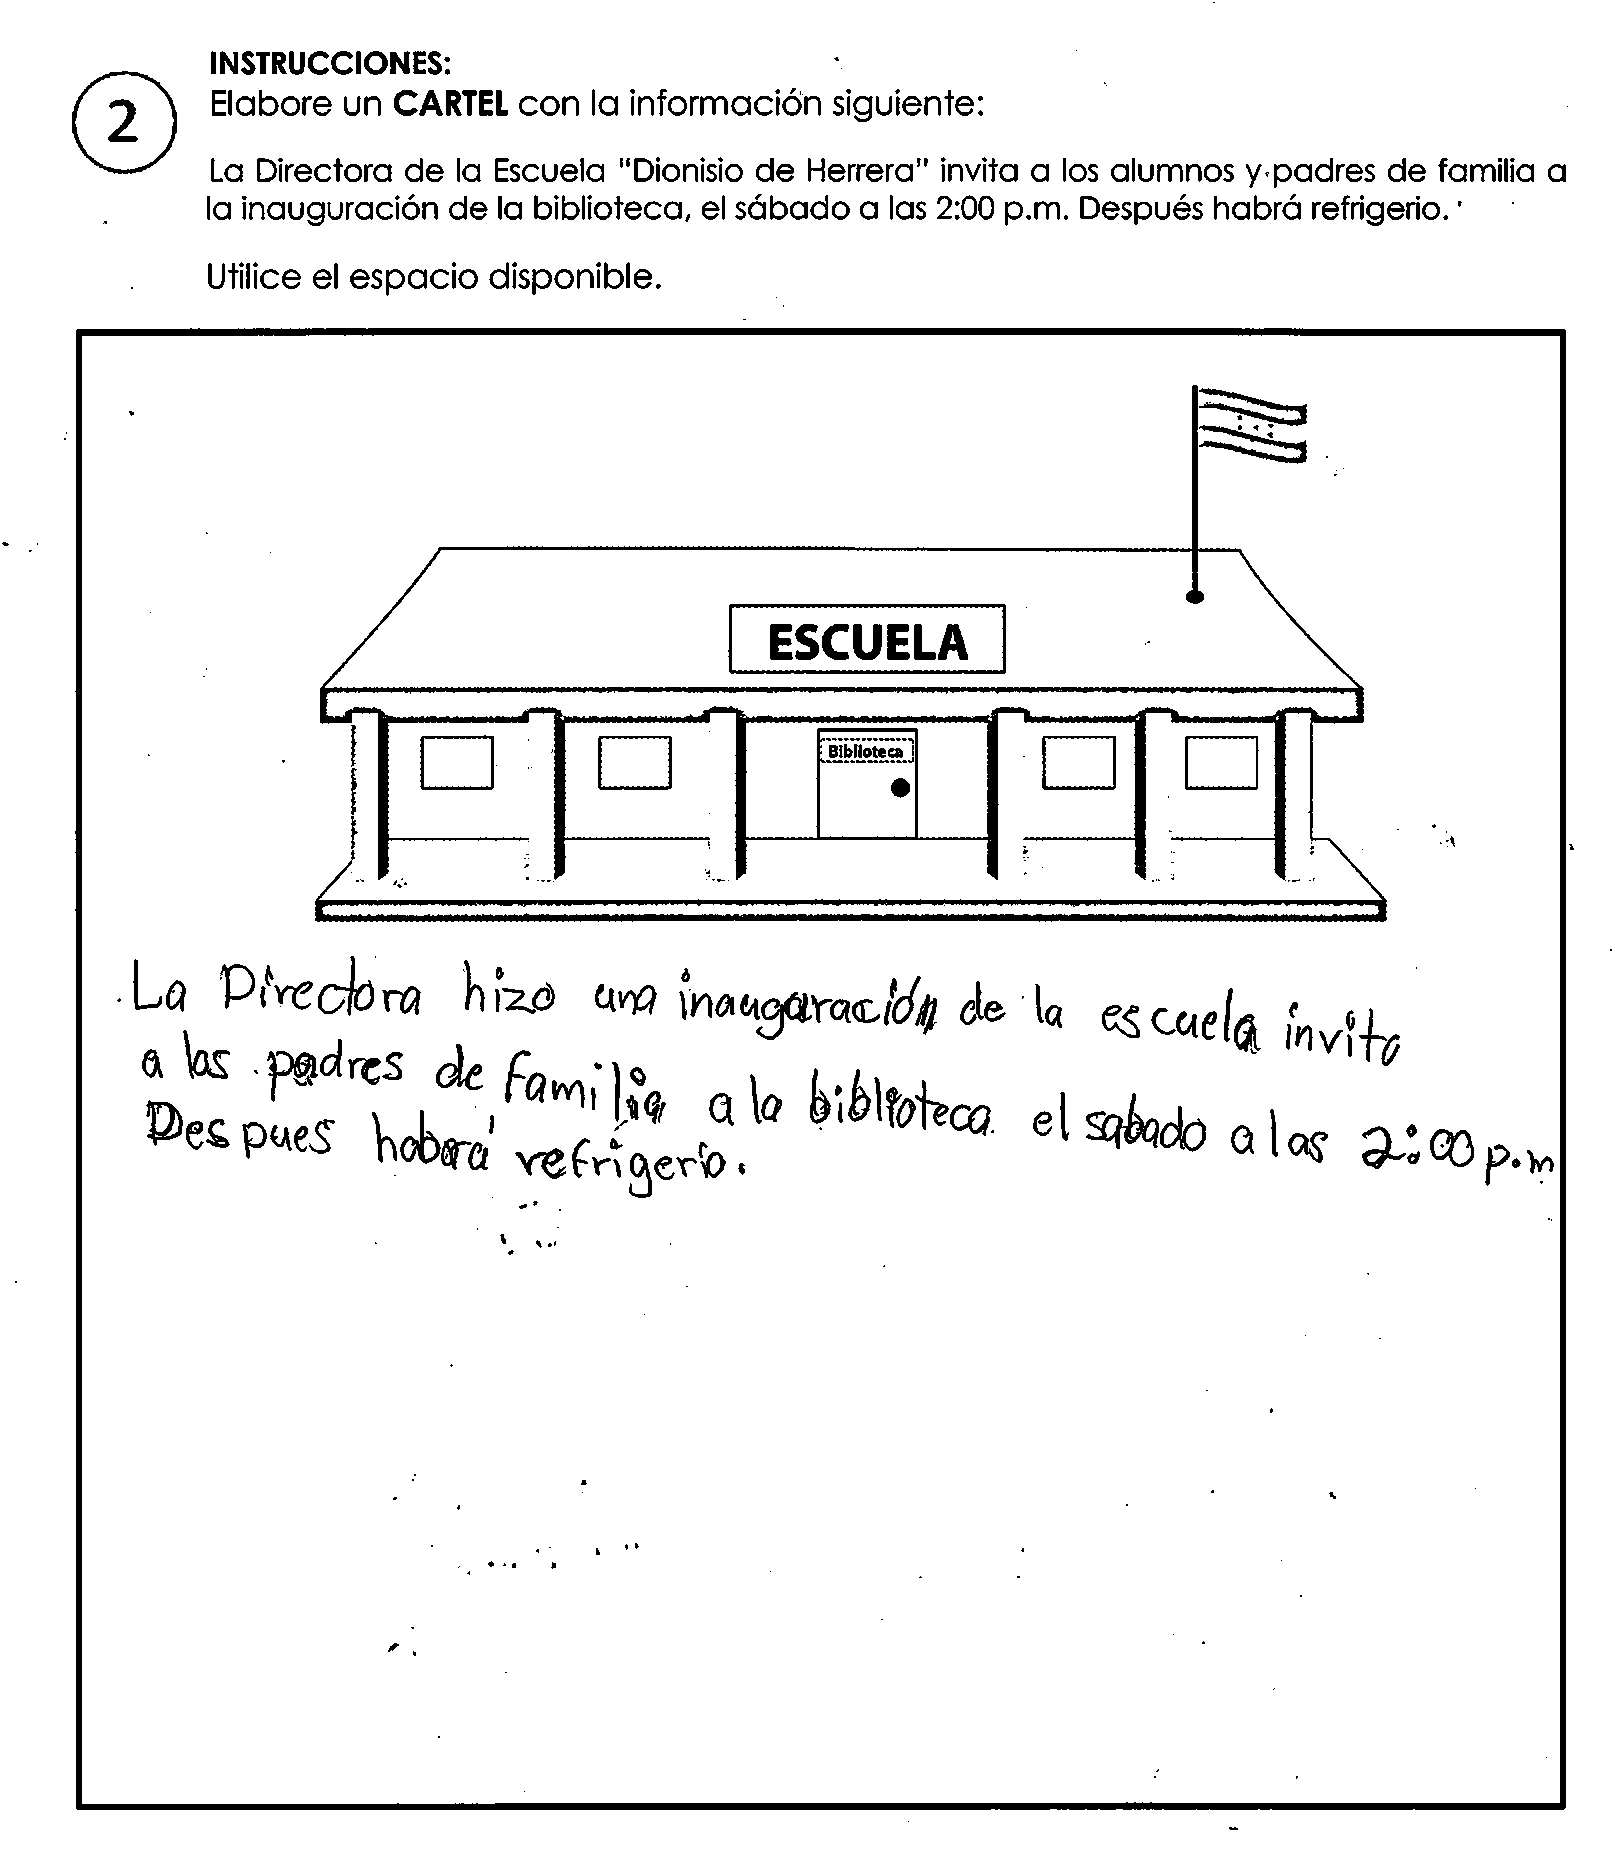 INSTRUCCIONES:
2
Elabore un CARTEL con la información siguiente:
La Directora de la Escuela "Dionisio de Herrera" invita a los alumnos y padres de familia a
la inauguración de la biblioteca, el sábado a las 2:00 p.m. Después habrá refrigerio.
Utilice el espacio disponible.
ESCUELA
Biblioteca
La Directora hizo una inauguración de la escuela invito
a las padres de familia a la biblioteca el sabado a las 2:00 p.m
Despues habra refrigerio.